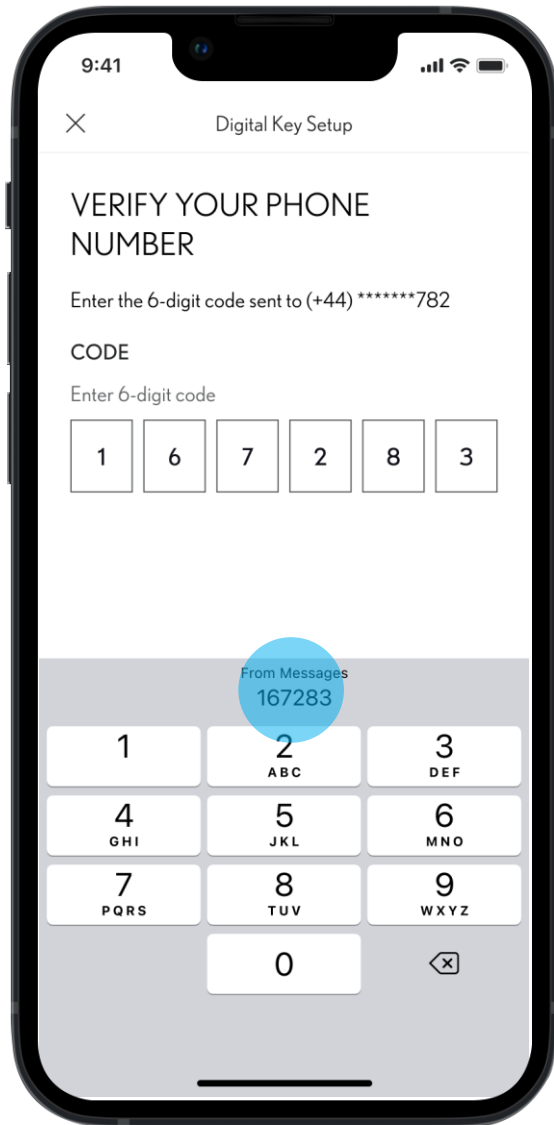 9:41
Digital Key Setup
VERIFY YOUR PHONE
NUMBER
Enter the 6-digit code sent to (+44) *******782
CODE
Enter 6-digit code
1 6 7 2 8 3
From Messages
167283
1 2 3
ABC DEF
4 5 6
GHI JKL MNO
7 8 9
PQRS TUV WXYZ
0